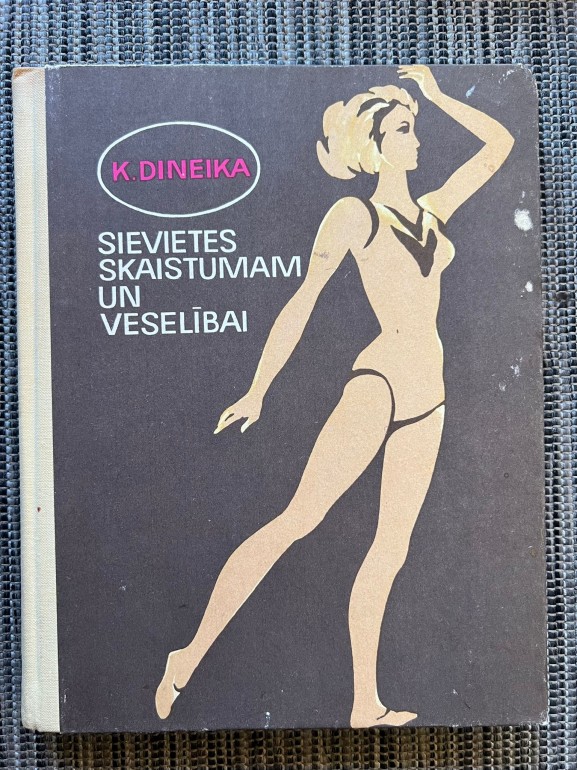 K. DINEIKA
SIEVIETES
SKAISTUMAM
UN
VESELĪBAI